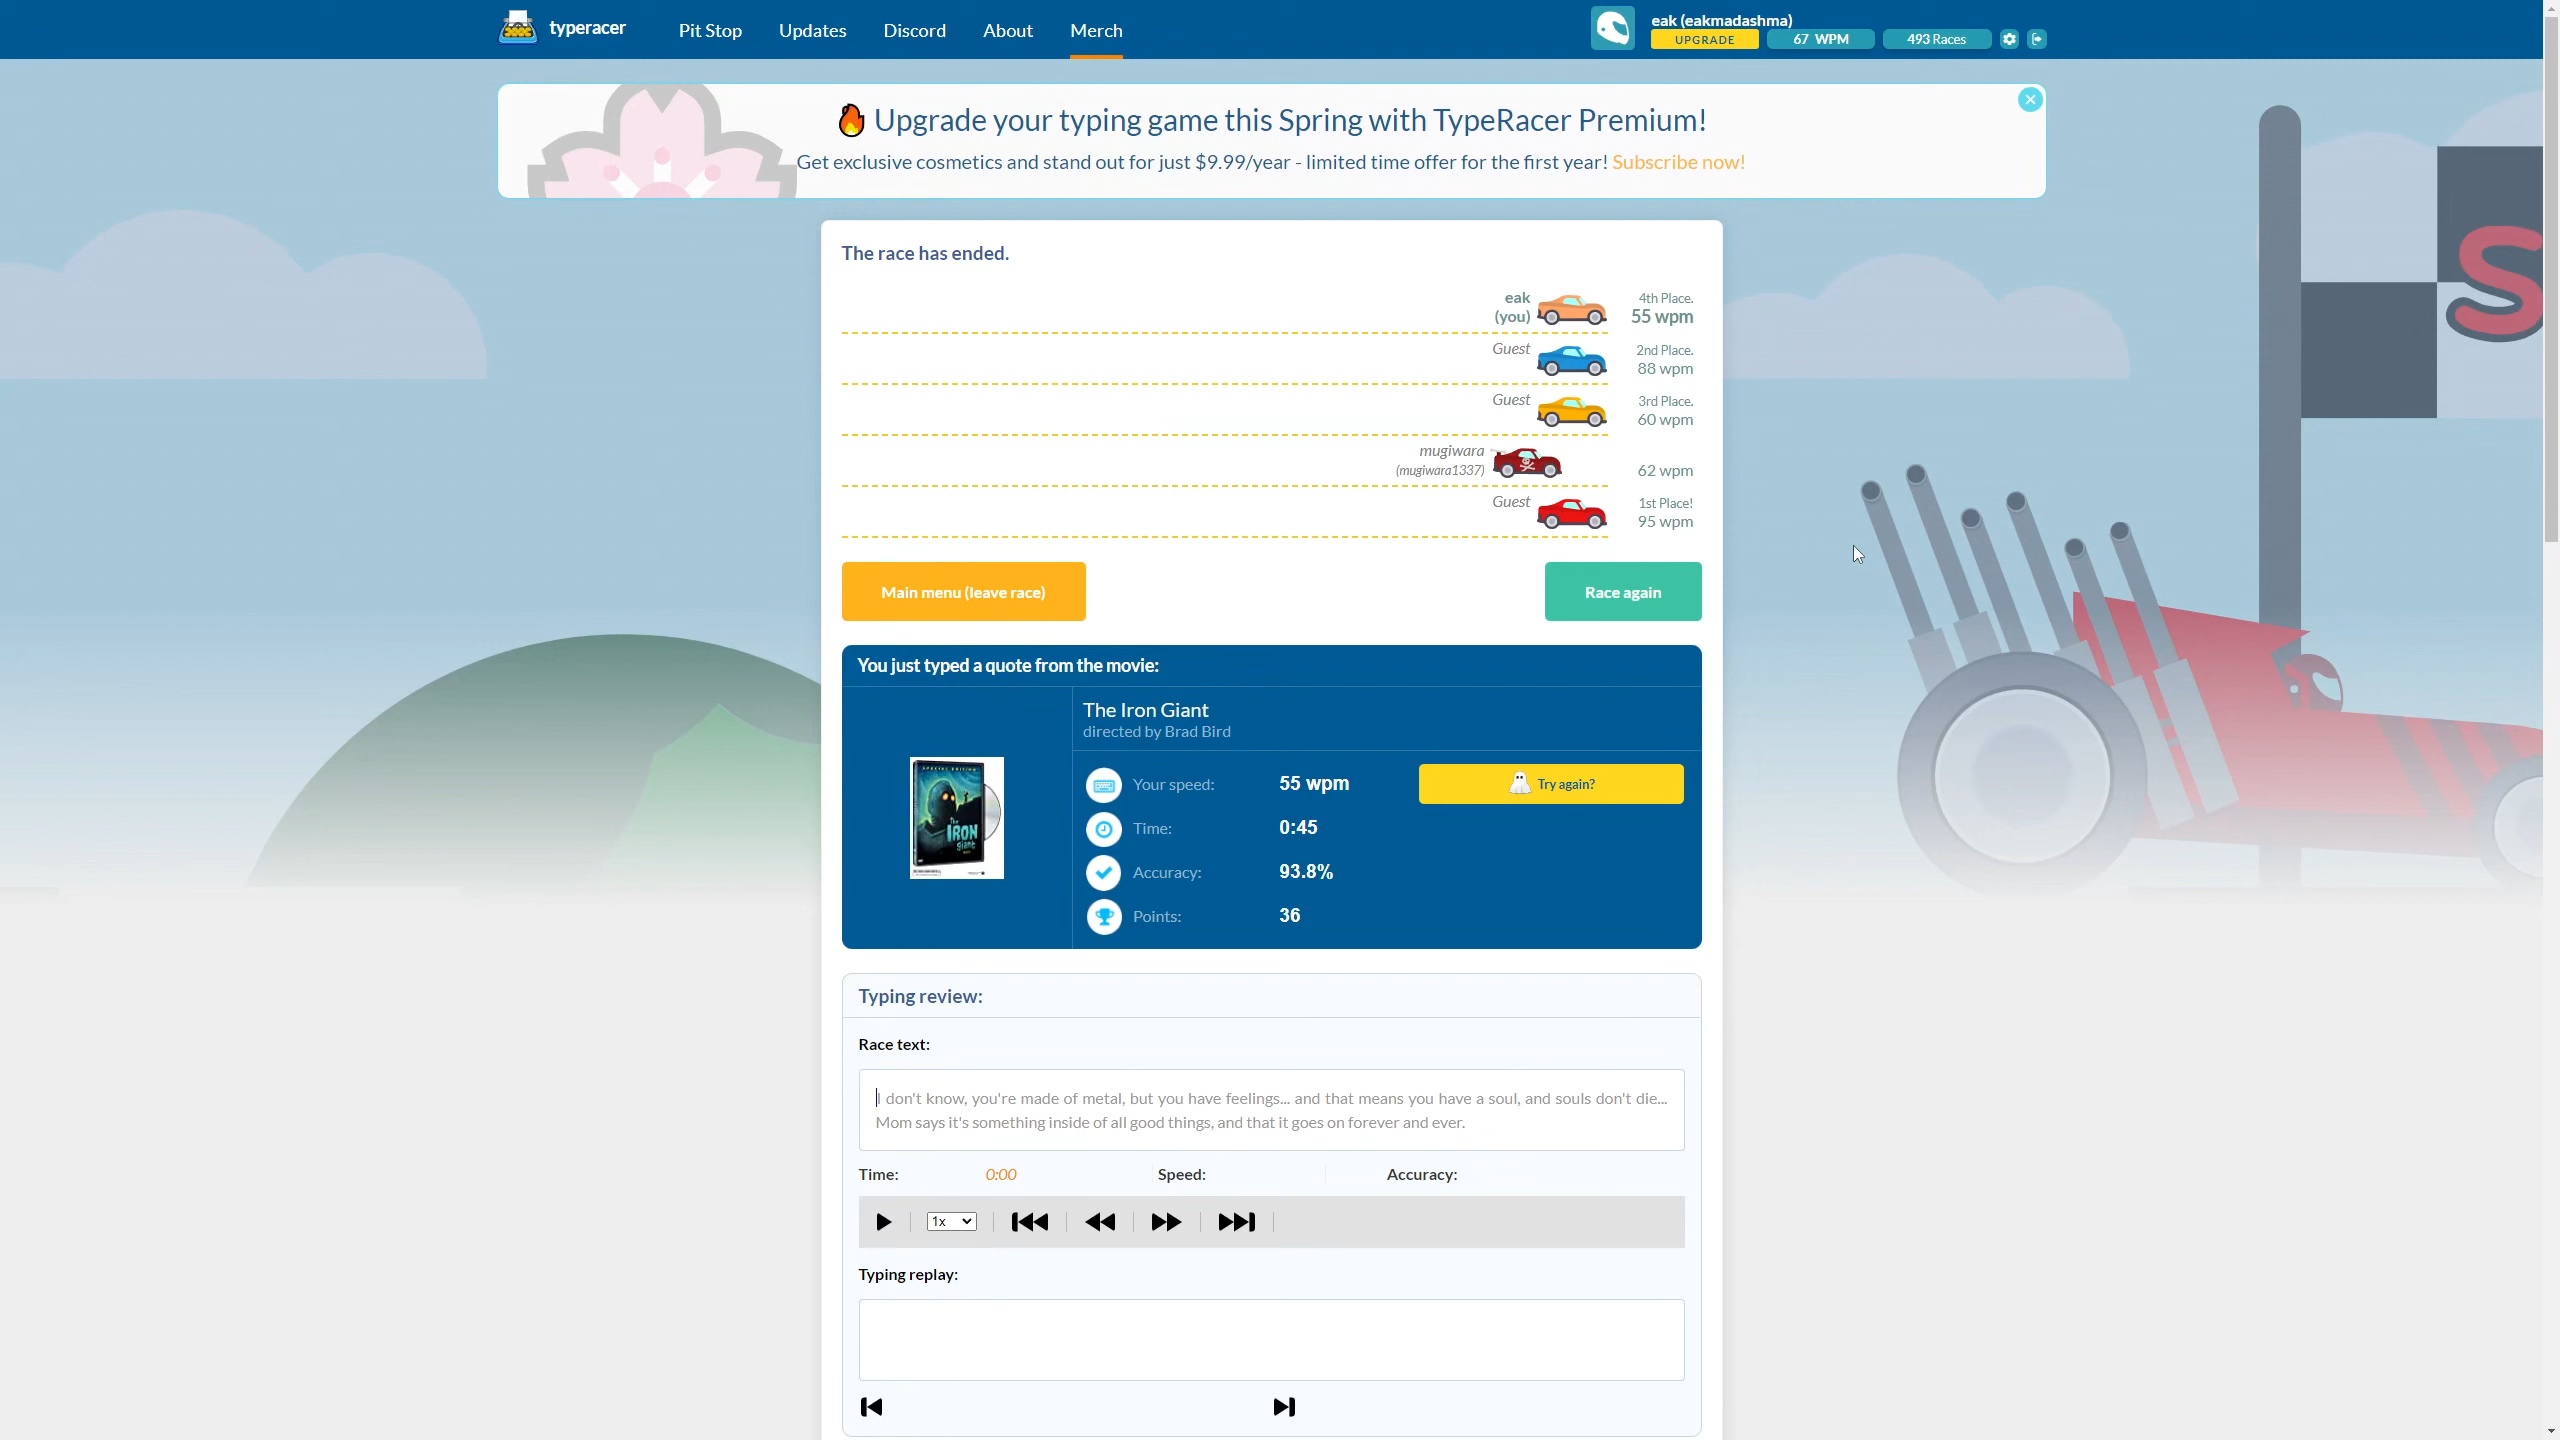 typeracer
Pit Stop
Updates
Discord
About
Merch
eak (eakmadashma)
UPGRADE
67 WPM
493 Races
Upgrade your typing game this Spring with TypeRacer Premium!
Get exclusive cosmetics and stand out for just $9.99/year - limited time offer for the first year! Subscribe now!
The race has ended.
eak
(you)
4th Place.
55 wpm
Guest
2nd Place.
88 wpm
Guest
3rd Place.
60 wpm
mugiwara
(mugiwara1337)
62 wpm
Guest
1st Place!
95 wpm
Main menu (leave race)
Race again
You just typed a quote from the movie:
The Iron Giant
directed by Brad Bird
SPECIAL EDITION
The
IRON
giant
Your speed:
55 wpm
Try again?
Time:
0:45
Accuracy:
93.8%
Points:
36
Typing review:
Race text:
I don't know, you're made of metal, but you have feelings... and that means you have a soul, and souls don't die...
Mom says it's something inside of all good things, and that it goes on forever and ever.
Time:
0:00
Speed:
Accuracy:
1x
Typing replay:
S